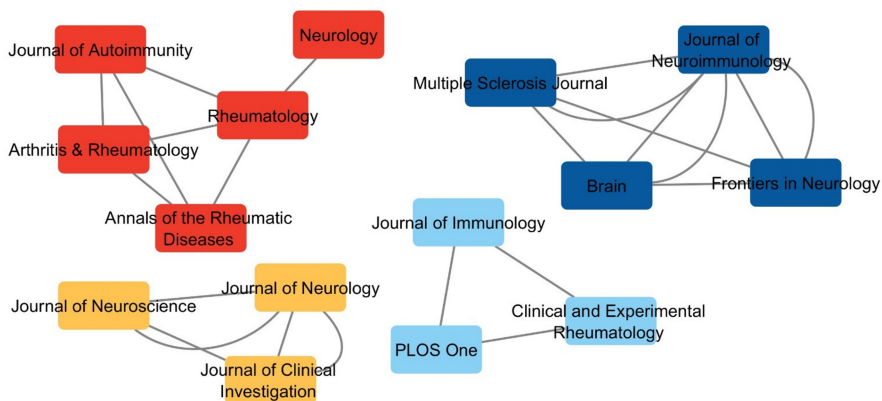 Journal of Autoimmunity
Neurology
Rheumatology
Arthritis & Rheumatology
Annals of the Rheumatic
Diseases
Journal of
Neuroimmunology
Multiple Sclerosis Journal
Brain
Frontiers in Neurology
Journal of Neurology
Journal of Neuroscience
Journal of Clinical
Investigation
Journal of Immunology
Clinical and Experimental
Rheumatology
PLOS One